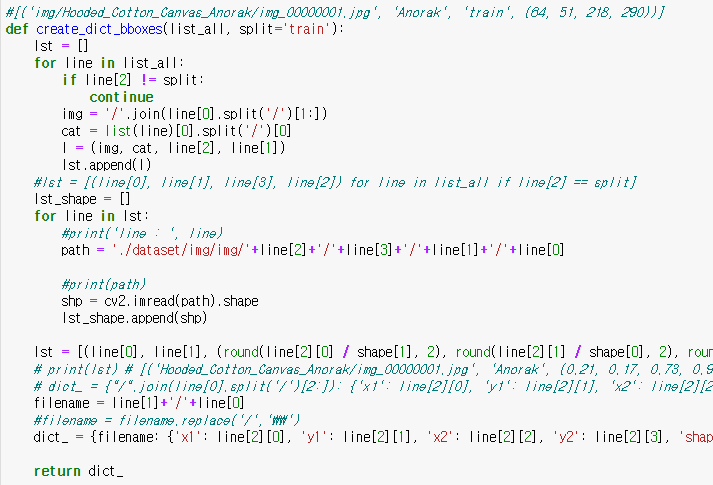 #[('img/Hooded_Cotton_Canvas_Anorak/img_00000001.jpg', 'Anorak', 'train', (64, 51, 218, 290))]
def create_dict_bboxes(list_all, split='train'):
    lst = []
    for line in list_all:
        if line[2] != split:
            continue
        img = '/'.join(line[0].split('/')[1:])
        cat = list(line)[0].split('/')[0]
        l = (img, cat, line[2], line[1])
        lst.append(l)
    #lst = [(line[0], line[1], line[3], line[2]) for line in list_all if line[2] == split]
    lst_shape = []
    for line in lst:
        #print('line : ', line)
        path = './dataset/img/img/'+line[2]+'/'+line[3]+'/'+line[1]+'/'+line[0]

        #print(path)
        shp = cv2.imread(path).shape
        lst_shape.append(shp)

    lst = [(line[0], line[1], (round(line[2][0] / shape[1], 2), round(line[2][1] / shape[0], 2), roun
    # print(lst) # [('Hooded_Cotton_Canvas_Anorak/img_00000001.jpg', 'Anorak', (0.21, 0.17, 0.73, 0.9
    # dict_ = {"/".join(line[0].split('/')[2:]): {'x1': line[2][0], 'y1': line[2][1], 'x2': line[2][2
    filename = line[1]+'/'+line[0]
    #filename = filename.replace('/','₩₩')
    dict_ = {filename: {'x1': line[2][0], 'y1': line[2][1], 'x2': line[2][2], 'y2': line[2][3], 'shap

    return dict_